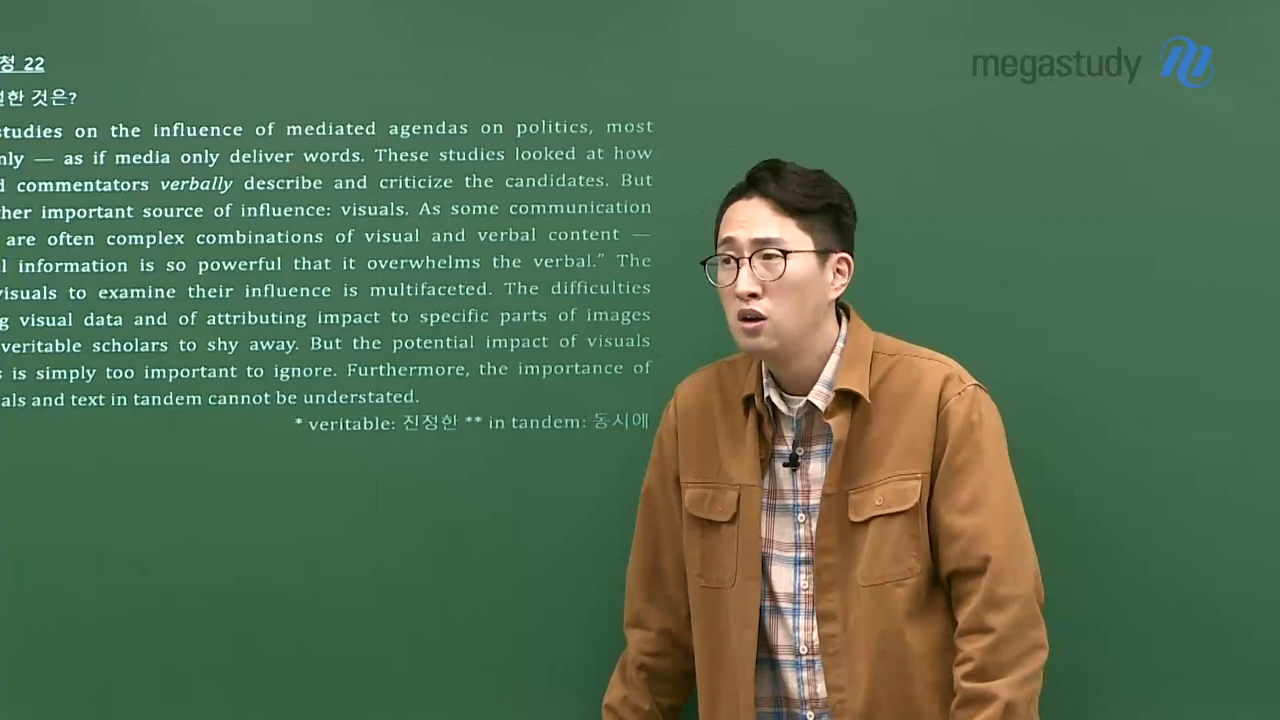 청 22
한 것은?
studies on the influence of mediated agendas on politics, most
nly — as if media only deliver words. These studies looked at how
d commentators verbally describe and criticize the candidates. But
her important source of influence: visuals. As some communication
are often complex combinations of visual and verbal content —
l information is so powerful that it overwhelms the verbal.” The
visuals to examine their influence is multifaceted. The difficulties
g visual data and of attributing impact to specific parts of images
veritable scholars to shy away. But the potential impact of visuals
s is simply too important to ignore. Furthermore, the importance of
als and text in tandem cannot be understated.
* veritable: 진정한 ** in tandem: 동시에
megastudy